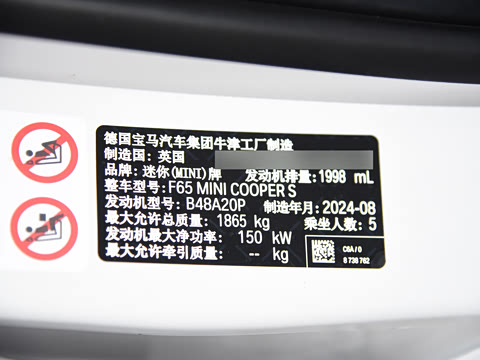 德国宝马汽车集团牛津工厂制造
制造国: 英国
品牌: 迷你(MINI)牌 发动机排量: 1998 mL
整车型号: F65 MINI COOPER S
发动机型号: B48A20P 制造年月: 2024-08
最大允许总质量: 1865 kg 乘坐人数: 5
发动机最大净功率: 150 kW
最大允许牵引质量: -- kg
C6A / 0
8 738 762